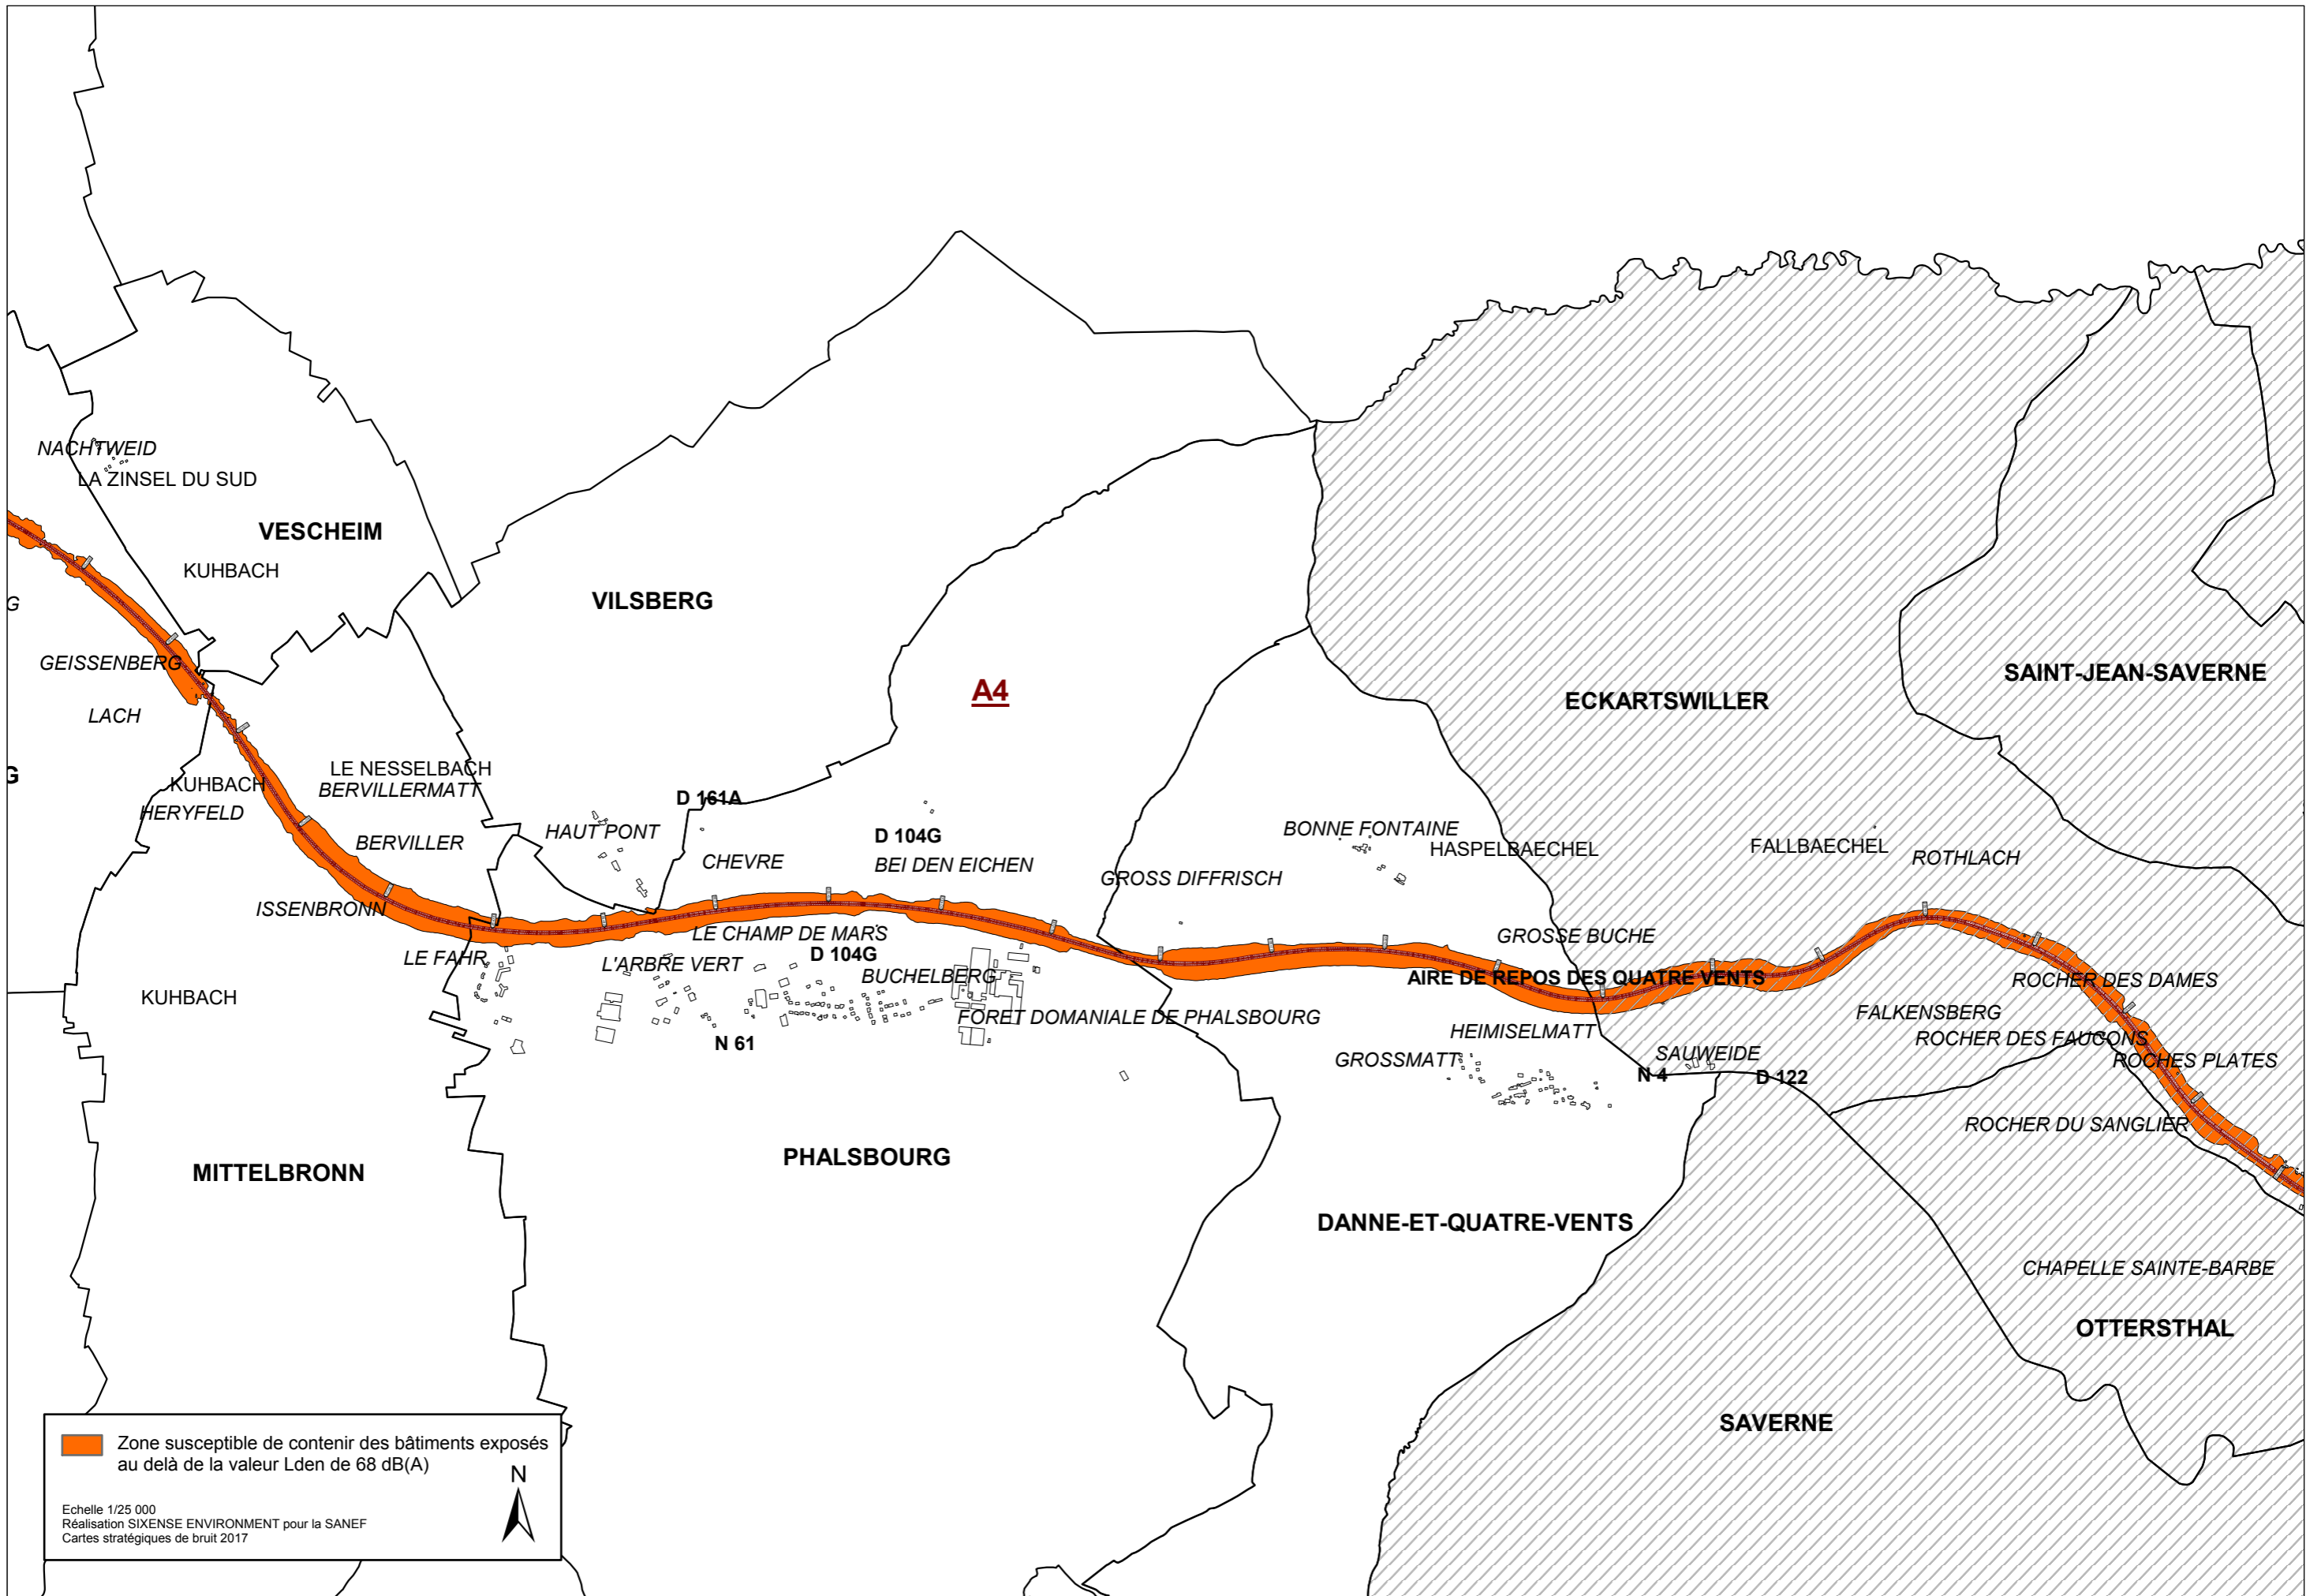 NACHTWEID
LA ZINSEL DU SUD
VESCHEIM
KUHBACH
VILSBERG
G
GEISSENBERG
LACH
A4
SAINT-JEAN-SAVERNE
ECKARTSWILLER
G
LE NESSELBACH
BERVILLERMATT
KUHBACH
HERYFELD
D 161A
BERVILLER
HAUT PONT
CHEVRE
D 104G
BEI DEN EICHEN
BONNE FONTAINE
HASPELBAECHEL
FALLBAECHEL
ROTHLACH
GROSS DIFFRISCH
ISSENBRONN
LE CHAMP DE MARS
D 104G
GROSSE BUCHE
LE FAHR
L'ARBRE VERT
BUCHELBERG
AIRE DE REPOS DES QUATRE VENTS
ROCHER DES DAMES
KUHBACH
FORET DOMANIALE DE PHALSBOURG
FALKENSBERG
HEIMISELMATT
ROCHER DES FAUCONS
N 61
GROSSMATT
SAUWEIDE
ROCHES PLATES
N 4
D 122
ROCHER DU SANGLIER
PHALSBOURG
MITTELBRONN
DANNE-ET-QUATRE-VENTS
CHAPELLE SAINTE-BARBE
OTTERSTHAL
SAVERNE
Zone susceptible de contenir des bâtiments exposés
au delà de la valeur Lden de 68 dB(A)
N
Echelle 1/25 000
Réalisation SIXENSE ENVIRONMENT pour la SANEF
Cartes stratégiques de bruit 2017